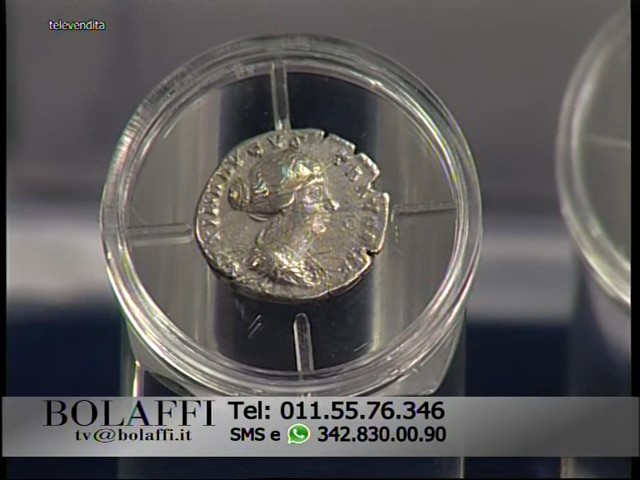 televendita
BOLAFFI
tv@bolaffi.it
Tel: 011.55.76.346
SMS e 342.830.00.90